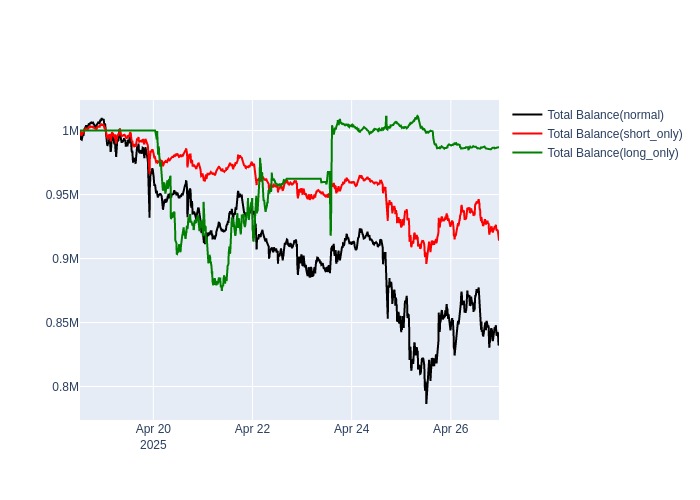 Total Balance(normal)
Total Balance(short_only)
Total Balance(long_only)
1M
0.95M
0.9M
0.85M
0.8M
Apr 20 Apr 22 Apr 24 Apr 26
2025